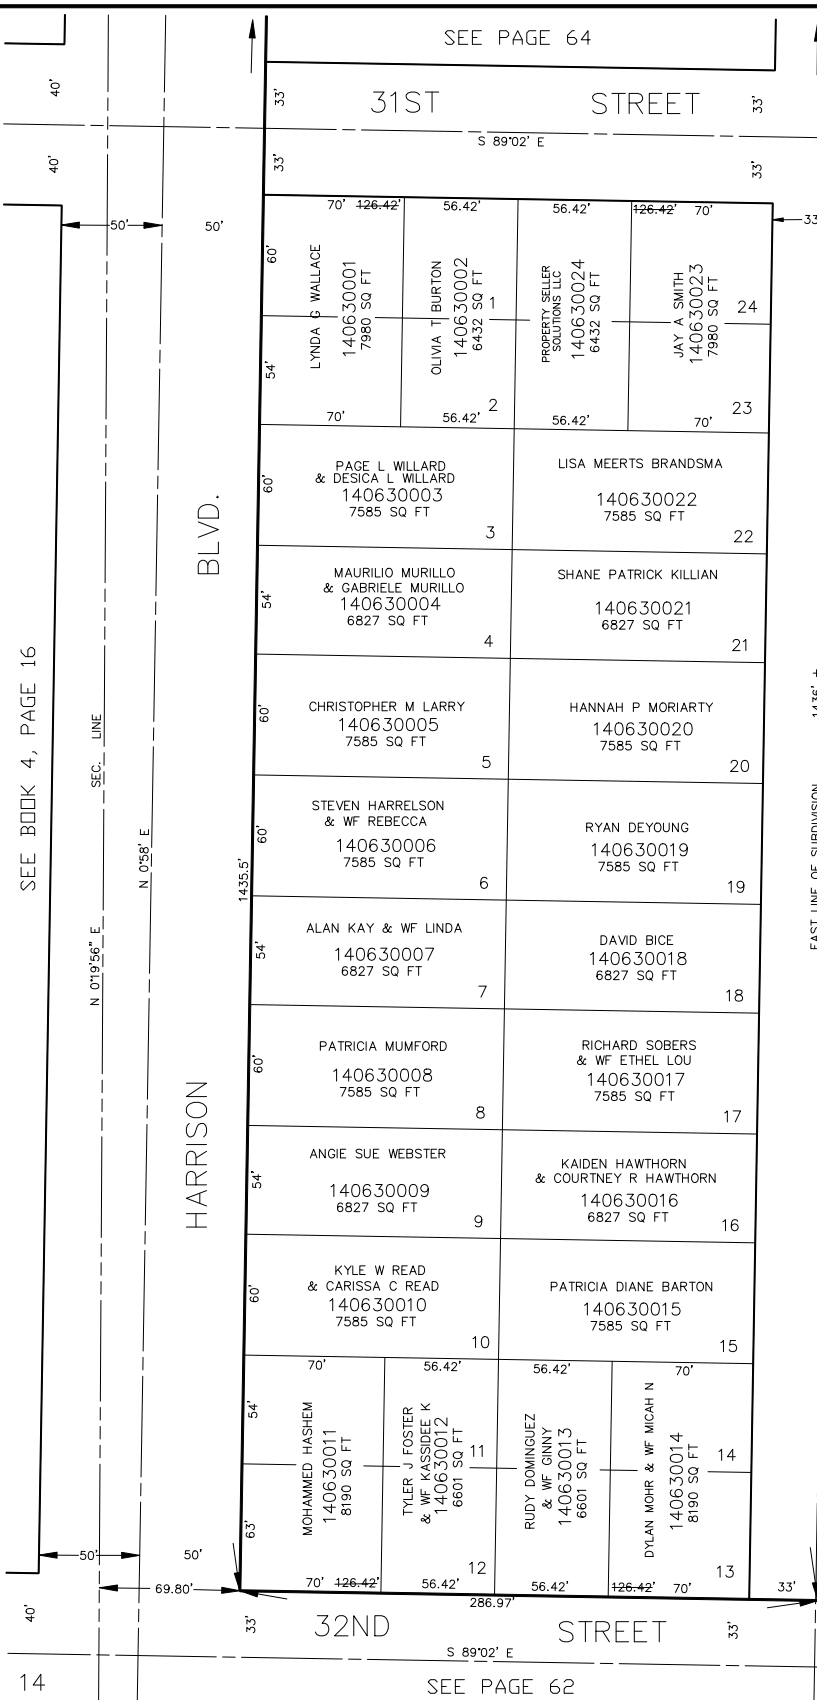 SEE PAGE 64
40'
33'
31ST STREET
33'
S 89°02' E
40'
33'
33'
50'
50'
33
70' 126.42' 56.42' 56.42' 126.42' 70'
60'
54'
LYNDA G WALLACE
140630001
7980 SQ FT
OLIVIA T BURTON
140630002
6432 SQ FT
1
2
PROPERTY SELLER
SOLUTIONS LLC
140630024
6432 SQ FT
JAY A SMITH
140630023
7980 SQ FT
24
23
70' 56.42' 56.42' 70'
60'
PAGE L WILLARD
& DESICA L WILLARD
140630003
7585 SQ FT
3
LISA MEERTS BRANDSMA
140630022
7585 SQ FT
22
54'
MAURILIO MURILLO
& GABRIELE MURILLO
140630004
6827 SQ FT
4
SHANE PATRICK KILLIAN
140630021
6827 SQ FT
21
60'
CHRISTOPHER M LARRY
140630005
7585 SQ FT
5
HANNAH P MORIARTY
140630020
7585 SQ FT
20
60'
STEVEN HARRELSON
& WF REBECCA
140630006
7585 SQ FT
6
RYAN DEYOUNG
140630019
7585 SQ FT
19
1435.5'
54'
ALAN KAY & WF LINDA
140630007
6827 SQ FT
7
DAVID BICE
140630018
6827 SQ FT
18
60'
PATRICIA MUMFORD
140630008
7585 SQ FT
8
RICHARD SOBERS
& WF ETHEL LOU
140630017
7585 SQ FT
17
54'
ANGIE SUE WEBSTER
140630009
6827 SQ FT
9
KAIDEN HAWTHORN
& COURTNEY R HAWTHORN
140630016
6827 SQ FT
16
60'
KYLE W READ
& CARISSA C READ
140630010
7585 SQ FT
10
PATRICIA DIANE BARTON
140630015
7585 SQ FT
15
70' 56.42' 56.42' 70'
54'
63'
MOHAMMED HASHEM
140630011
8190 SQ FT
TYLER J FOSTER
& WF KASSIDEE K
140630012
6601 SQ FT
11
12
RUDY DOMINGUEZ
& WF GINNY
140630013
6601 SQ FT
DYLAN MOHR & WF MICAH N
140630014
8190 SQ FT
14
13
70' 126.42' 56.42' 56.42' 126.42' 70' 33'
286.97'
HARRISON BLVD.
SEE BOOK 4, PAGE 16
SEC. LINE
N 0°58' E
N 0°19'56" E
1436' ±
EAST LINE OF SUBDIVISION
50'
50'
69.80'
40'
33'
32ND STREET
33'
S 89°02' E
14
SEE PAGE 62